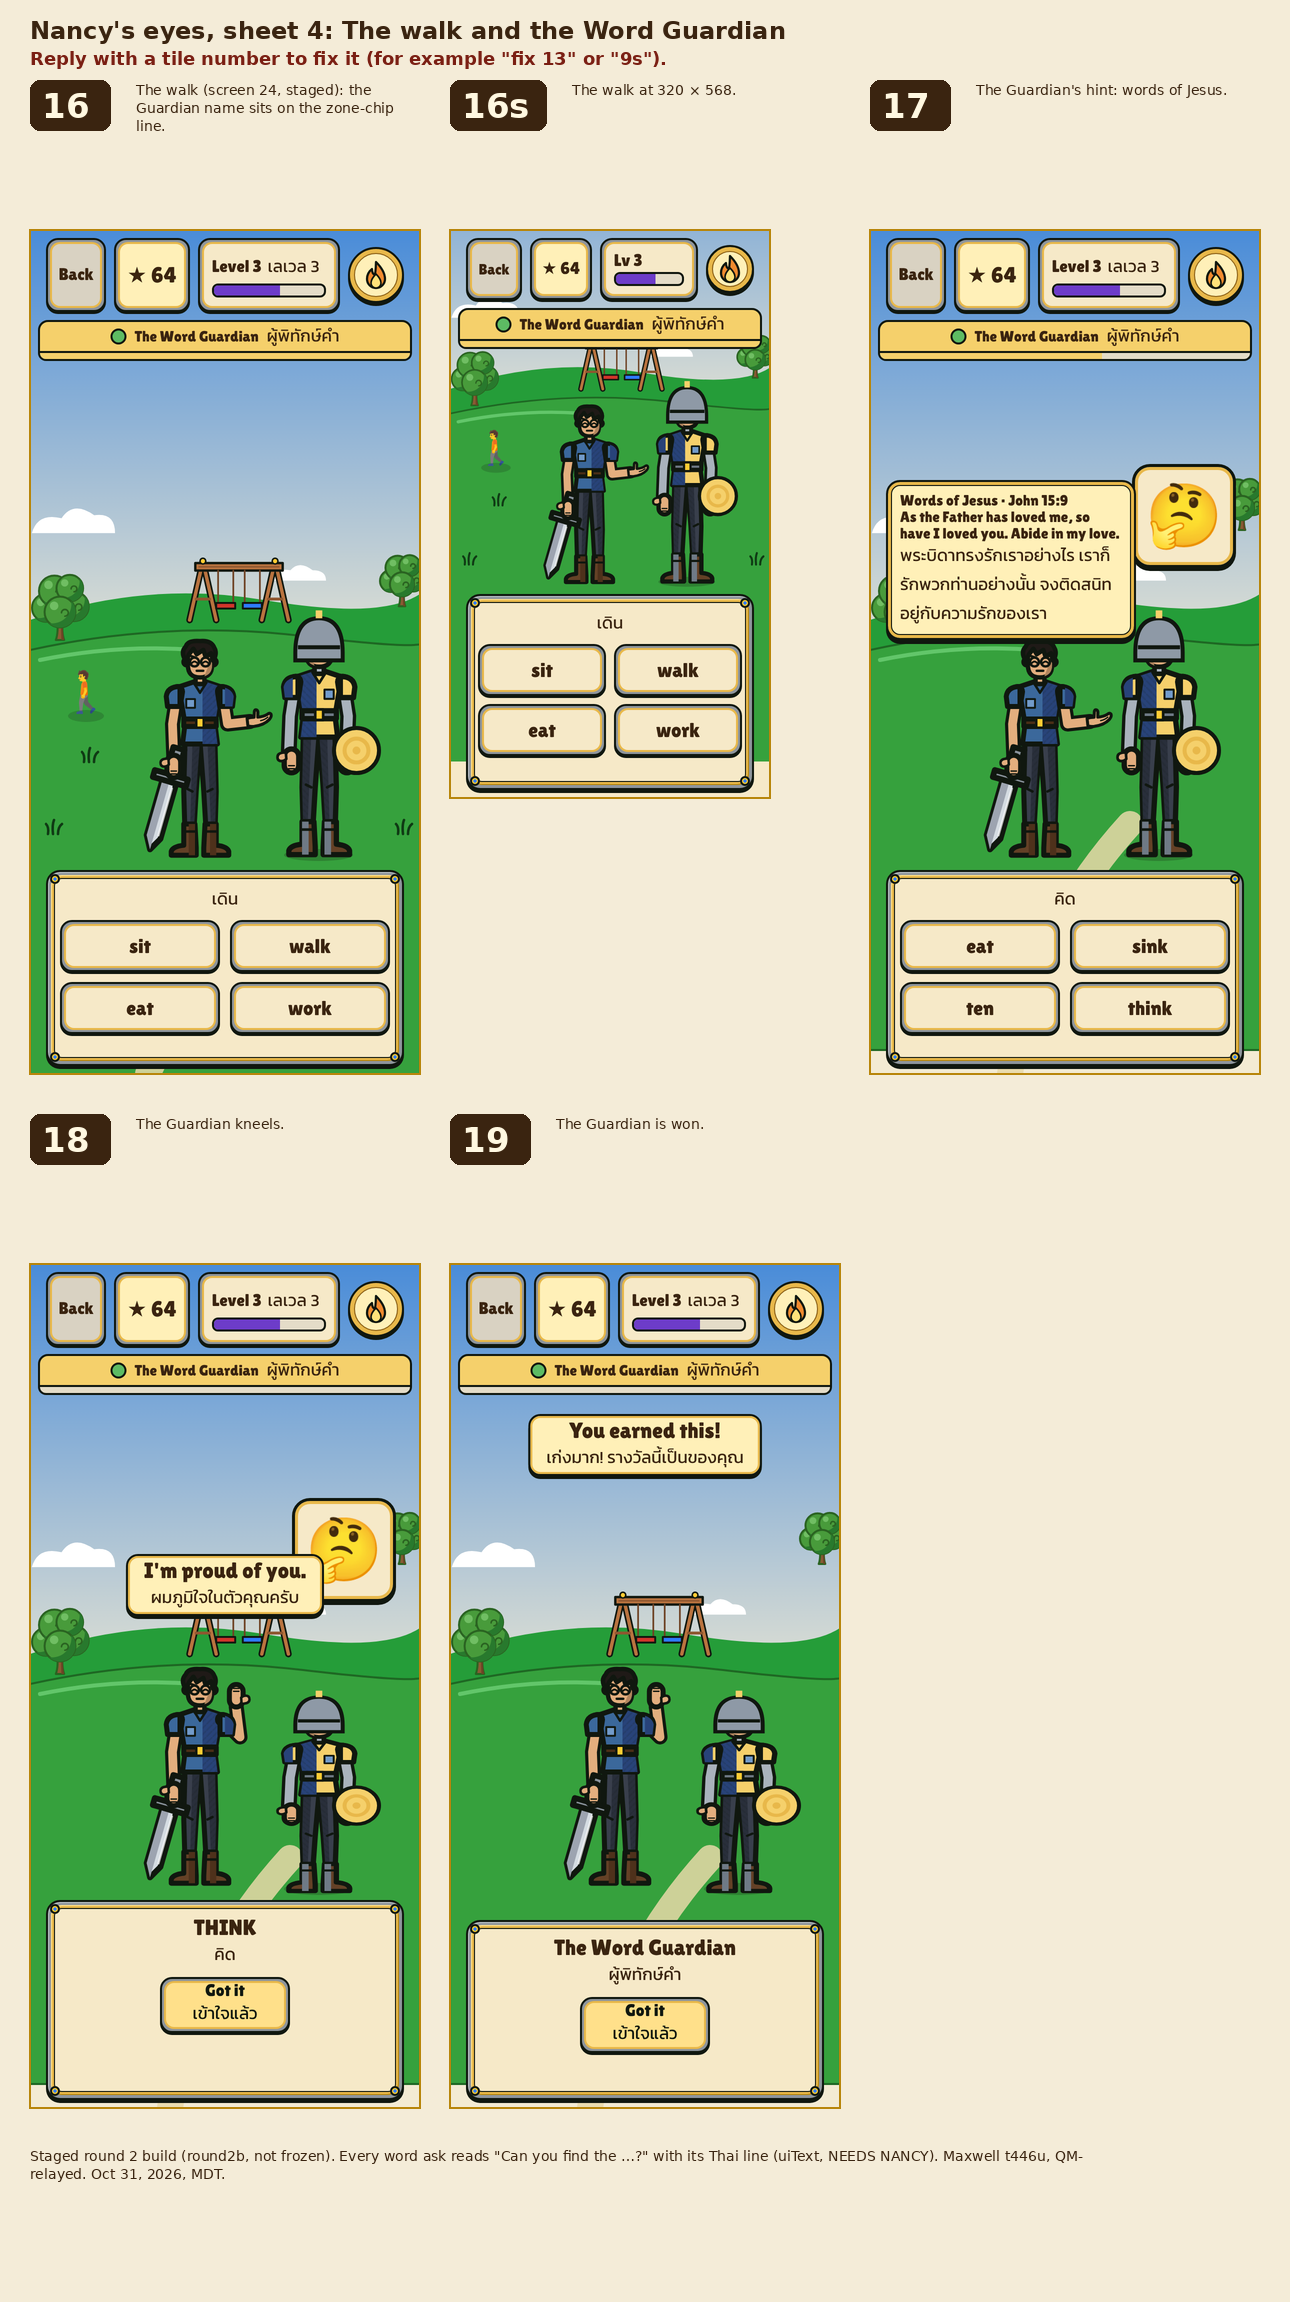 Nancy's eyes, sheet 4: The walk and the Word Guardian
Reply with a tile number to fix it (for example "fix 13" or "9s").
16
The walk (screen 24, staged): the
Guardian name sits on the zone-chip
line.
16s
The walk at 320 × 568.
17
The Guardian's hint: words of Jesus.
Back
★ 64
Level 3 เลเวล 3
The Word Guardian ผู้พิทักษ์คำ
เดิน
sit
walk
eat
work
Back
★ 64
Lv 3
The Word Guardian ผู้พิทักษ์คำ
เดิน
sit
walk
eat
work
Back
★ 64
Level 3 เลเวล 3
The Word Guardian ผู้พิทักษ์คำ
Words of Jesus · John 15:9
As the Father has loved me, so
have I loved you. Abide in my love.
พระบิดาทรงรักเราอย่างไร เราก็
รักพวกท่านอย่างนั้น จงติดสนิท
อยู่กับความรักของเรา
คิด
eat
sink
ten
think
18
The Guardian kneels.
19
The Guardian is won.
Back
★ 64
Level 3 เลเวล 3
The Word Guardian ผู้พิทักษ์คำ
I'm proud of you.
ผมภูมิใจในตัวคุณครับ
THINK
คิด
Got it
เข้าใจแล้ว
Back
★ 64
Level 3 เลเวล 3
The Word Guardian ผู้พิทักษ์คำ
You earned this!
เก่งมาก! รางวัลนี้เป็นของคุณ
The Word Guardian
ผู้พิทักษ์คำ
Got it
เข้าใจแล้ว
Staged round 2 build (round2b, not frozen). Every word ask reads "Can you find the ...?" with its Thai line (uiText, NEEDS NANCY). Maxwell t446u, QM-
relayed. Oct 31, 2026, MDT.